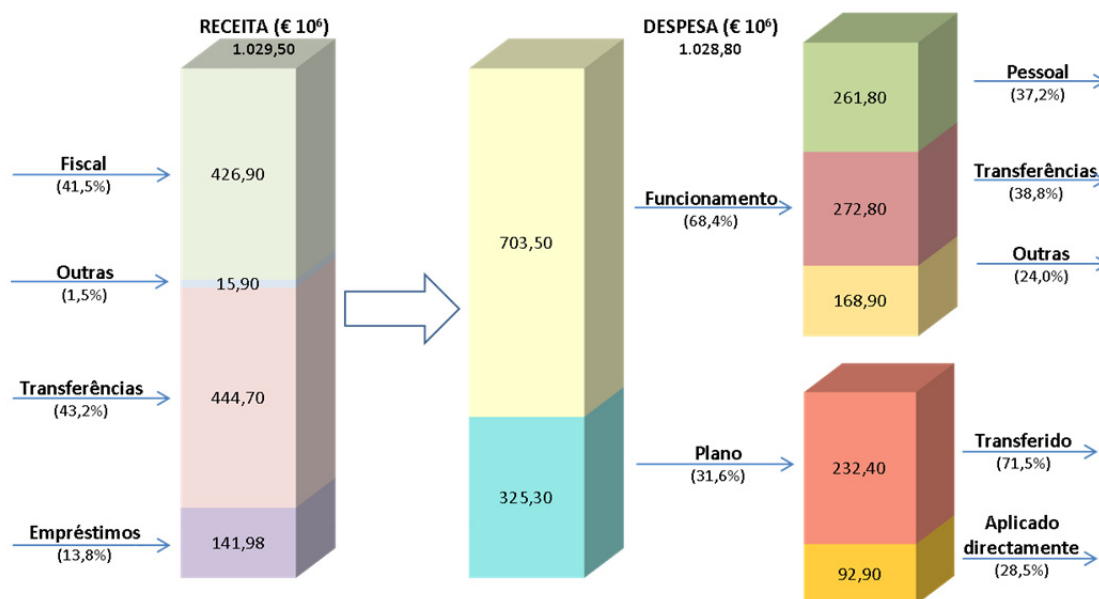 RECEITA (€ 10⁶)
1.029,50
Fiscal
(41,5%)
426,90
Outras
(1,5%)
15,90
Transferências
(43,2%)
444,70
Empréstimos
(13,8%)
141,98
DESPESA (€ 10⁶)
1.028,80
703,50
325,30
Funcionamento
(68,4%)
Plano
(31,6%)
261,80
272,80
168,90
Pessoal
(37,2%)
Transferências
(38,8%)
Outras
(24,0%)
232,40
92,90
Transferido
(71,5%)
Aplicado
directamente
(28,5%)